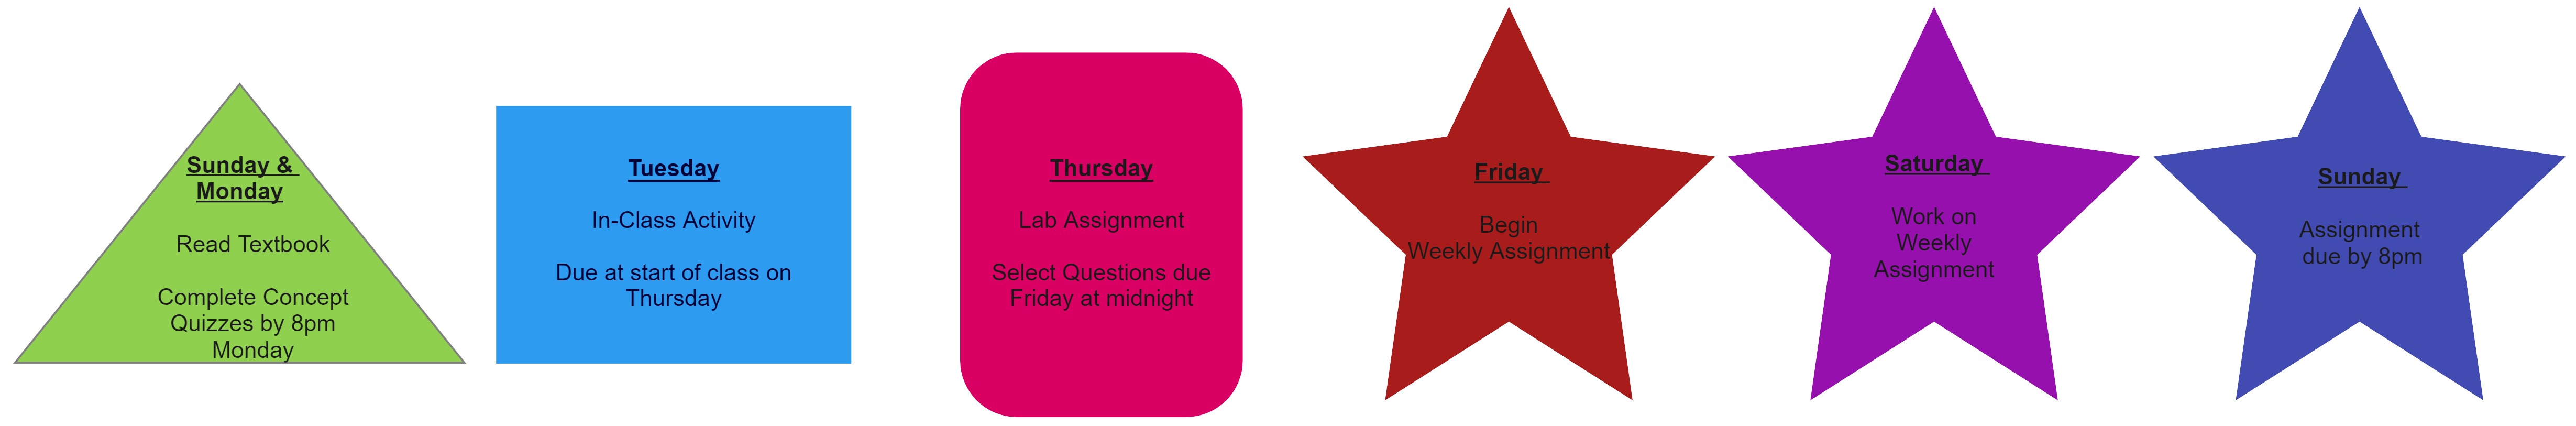 Sunday &
Monday
Read Textbook
Complete Concept
Quizzes by 8pm
Monday
Tuesday
In-Class Activity
Due at start of class on
Thursday
Thursday
Lab Assignment
Select Questions due
Friday at midnight
Friday
Begin
Weekly Assignment
Saturday
Work on
Weekly
Assignment
Sunday
Assignment
due by 8pm